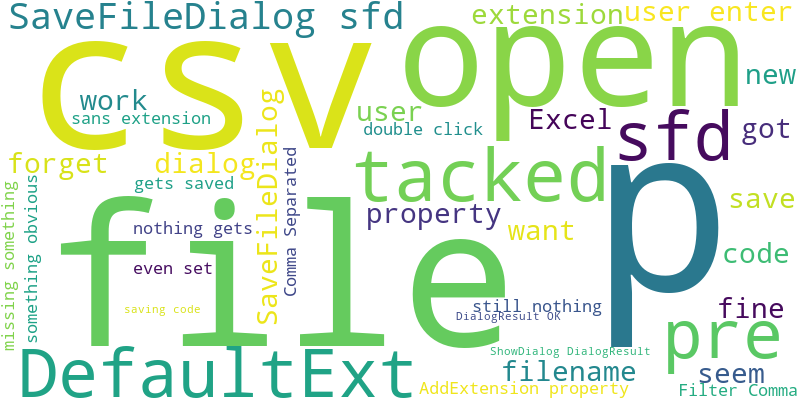 SaveFileDialog sfd
extension
user enter
csv
open
new
work
sans extension
user
double click
Excel
sfd
got
forget
dialog
SaveFileDialog
Comma Separated
gets saved
tacked
p
save
property
nothing gets
want
code
missing something
something obvious
file
even set
saving code
still nothing
DialogResult OK
fine
pre
DefaultExt
ShowDialog DialogResult
filename
seem
AddExtension property
Filter Comma